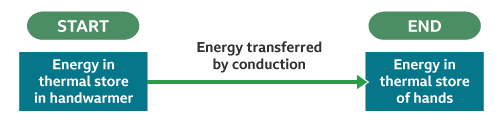 START
Energy in
thermal store
in handwarmer
Energy transferred
by conduction
END
Energy in
thermal store
of hands